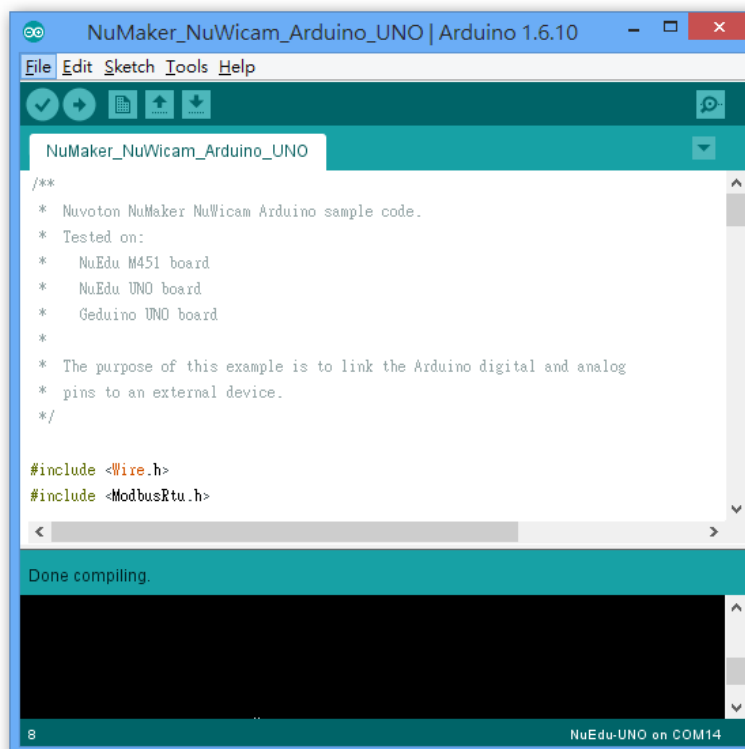 NuMaker_NuWicam_Arduino_UNO | Arduino 1.6.10
File Edit Sketch Tools Help
NuMaker_NuWicam_Arduino_UNO
/**
 * Nuvoton NuMaker NuWicam Arduino sample code.
 * Tested on:
 *   NuEdu M451 board
 *   NuEdu UNO board
 *   Geduino UNO board
 *
 * The purpose of this example is to link the Arduino digital and analog
 * pins to an external device.
 */
#include <Wire.h>
#include <ModbusRtu.h>
Done compiling.
8 NuEdu-UNO on COM14